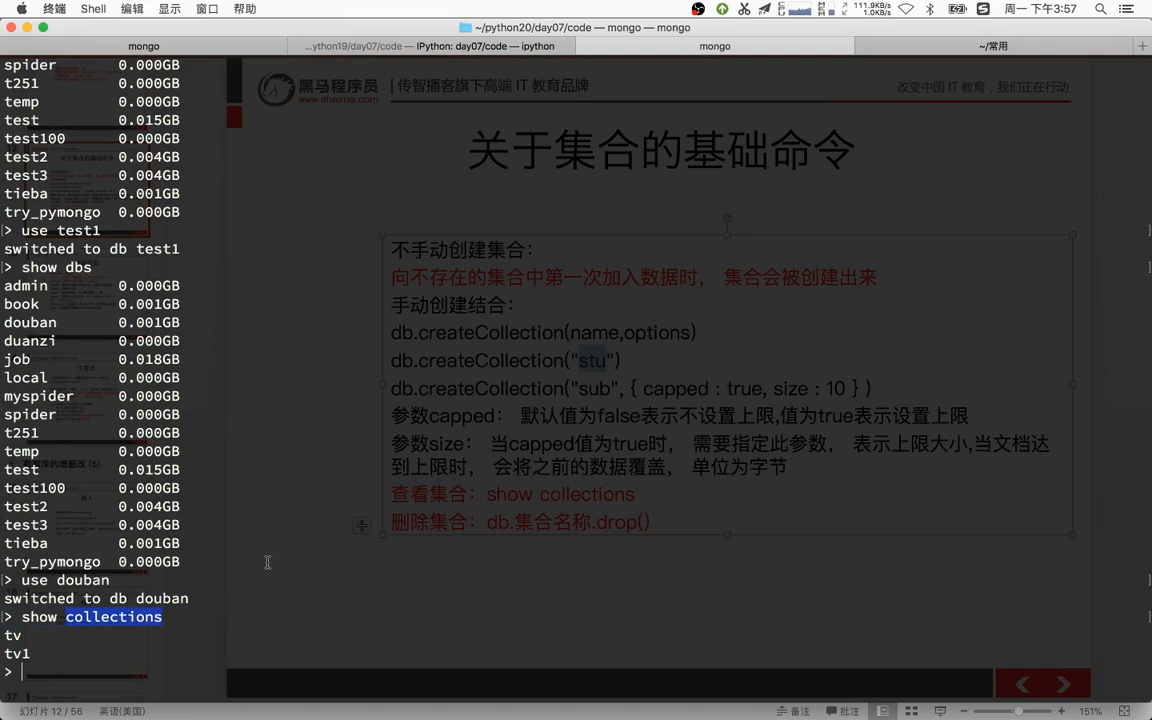 终端 Shell 编辑 显示 窗口 帮助 111.9KB/s 1.0KB/s 周一 下午3:57
~/python20/day07/code — mongo — mongo
mongo ...ython19/day07/code — IPython: day07/code — ipython mongo ~/常用
spider 0.000GB
t251 0.000GB
temp 0.000GB
test 0.015GB
test100 0.000GB
test2 0.004GB
test3 0.004GB
tieba 0.001GB
try_pymongo 0.000GB
> use test1
switched to db test1
> show dbs
admin 0.000GB
book 0.001GB
douban 0.001GB
duanzi 0.000GB
job 0.018GB
local 0.000GB
myspider 0.000GB
spider 0.000GB
t251 0.000GB
temp 0.000GB
test 0.015GB
test100 0.000GB
test2 0.004GB
test3 0.004GB
tieba 0.001GB
try_pymongo 0.000GB
> use douban
switched to db douban
> show collections
tv
tv1
>
黑马程序员 www.itheima.com 传智播客旗下高端 IT 教育品牌 改变中国 IT 教育，我们正在行动
关于集合的基础命令
不手动创建集合：
向不存在的集合中第一次加入数据时， 集合会被创建出来
手动创建结合：
db.createCollection(name,options)
db.createCollection("stu")
db.createCollection("sub", { capped : true, size : 10 } )
参数capped： 默认值为false表示不设置上限,值为true表示设置上限
参数size： 当capped值为true时， 需要指定此参数， 表示上限大小,当文档达
到上限时， 会将之前的数据覆盖， 单位为字节
查看集合：show collections
删除集合：db.集合名称.drop()
17
幻灯片 12 / 56 英语(美国) 备注 批注 151%